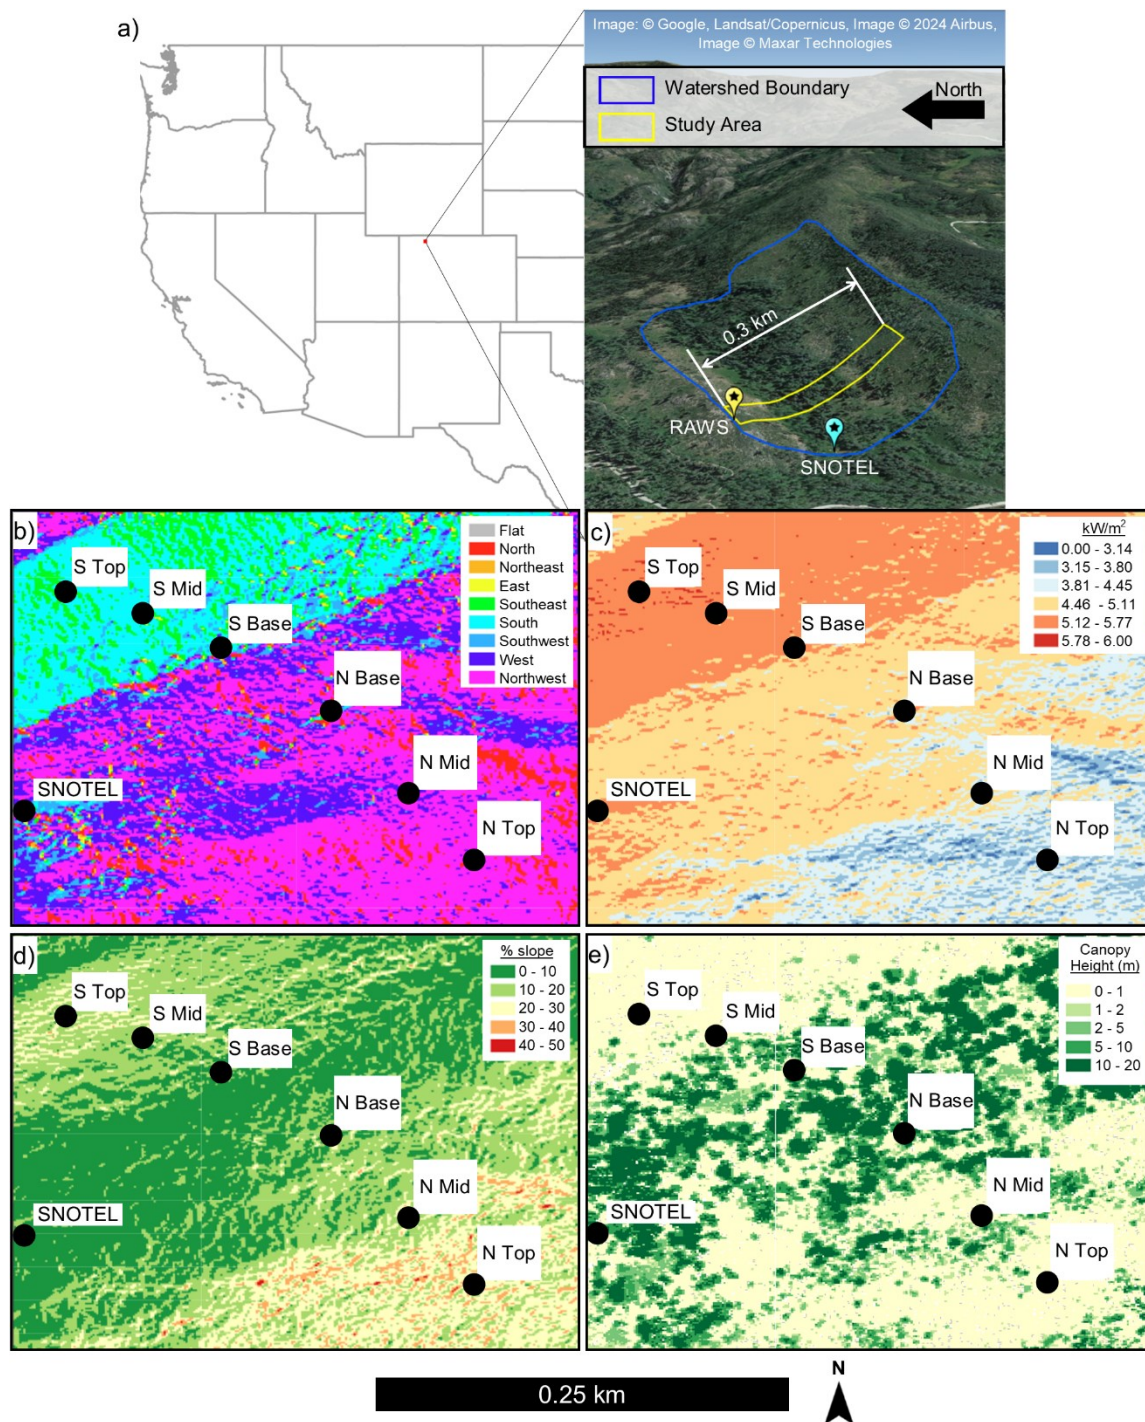 a)
Image: © Google, Landsat/Copernicus, Image © 2024 Airbus,
Image © Maxar Technologies
Watershed Boundary
Study Area
North
0.3 km
RAWS
SNOTEL
b)
S Top
S Mid
S Base
N Base
N Mid
N Top
SNOTEL
Flat
North
Northeast
East
Southeast
South
Southwest
West
Northwest
c)
S Top
S Mid
S Base
N Base
N Mid
N Top
SNOTEL
kW/m²
0.00 - 3.14
3.15 - 3.80
3.81 - 4.45
4.46 - 5.11
5.12 - 5.77
5.78 - 6.00
d)
S Top
S Mid
S Base
N Base
N Mid
N Top
SNOTEL
% slope
0 - 10
10 - 20
20 - 30
30 - 40
40 - 50
e)
S Top
S Mid
S Base
N Base
N Mid
N Top
SNOTEL
Canopy
Height (m)
0 - 1
1 - 2
2 - 5
5 - 10
10 - 20
0.25 km
N